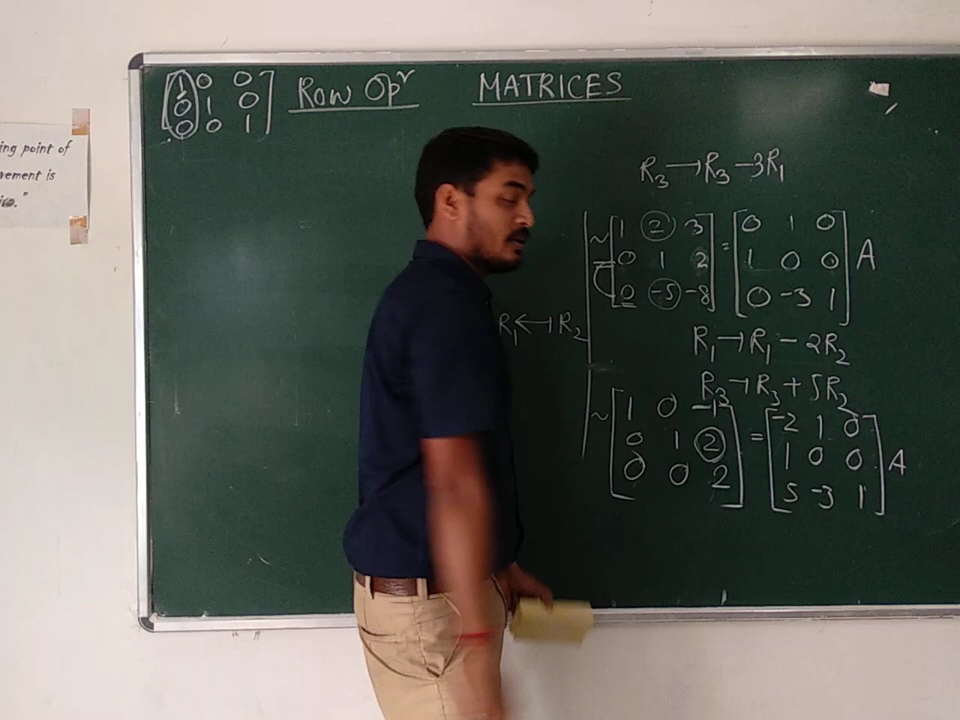 ing point of
vement is
[1 0 0]
[0 1 0]
[0 0 1]
Row Opʳ
MATRICES
R₃→R₃-3R₁
~[1 2 3] = [0 1 0]
[0 1 2] [1 0 0] A
[0 -5 -8] [0 -3 1]
R₁↔R₂
R₁→R₁-2R₂
R₃→R₃+5R₂
~[1 0 -1] = [-2 1 0]
[0 1 2] [1 0 0] A
[0 0 2] [5 -3 1]